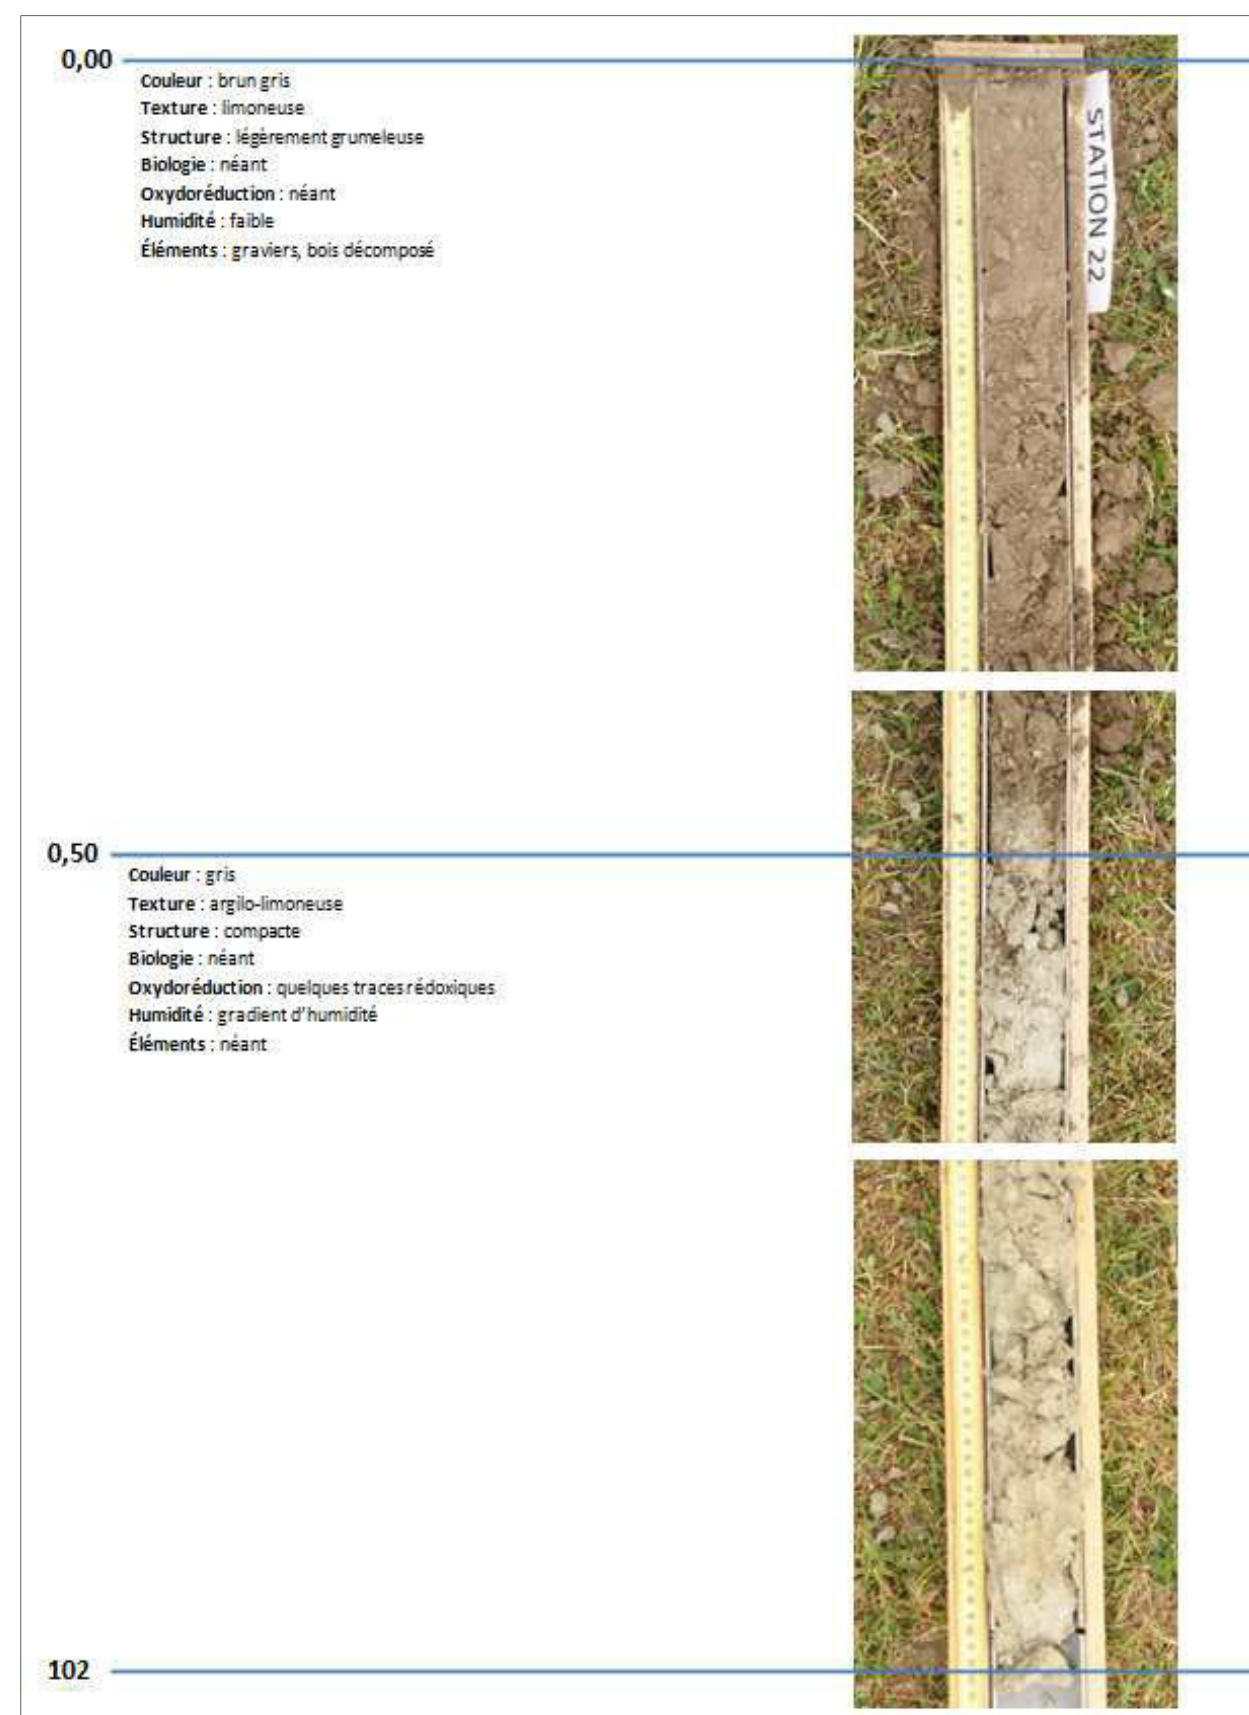 0,00
Couleur : brun gris
Texture : limoneuse
Structure : légèrement grumeleuse
Biologie : néant
Oxydoréduction : néant
Humidité : faible
Éléments : graviers, bois décomposé
STATION 22
0,50
Couleur : gris
Texture : argilo-limoneuse
Structure : compacte
Biologie : néant
Oxydoréduction : quelques traces rédoxiques
Humidité : gradient d'humidité
Éléments : néant
102